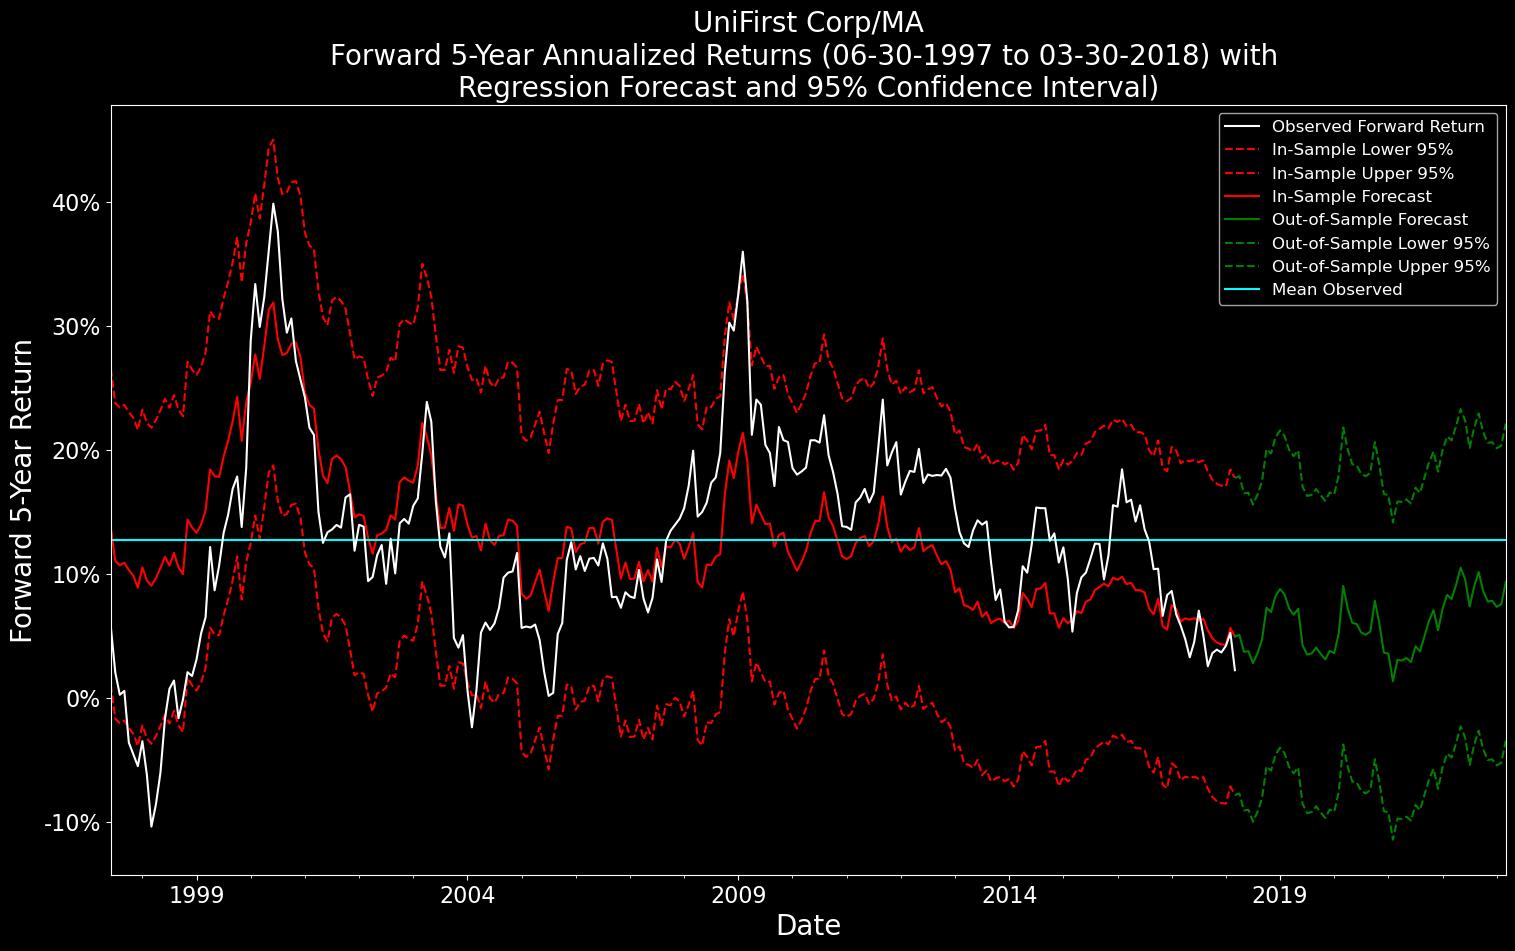 UniFirst Corp/MA
Forward 5-Year Annualized Returns (06-30-1997 to 03-30-2018) with
Regression Forecast and 95% Confidence Interval)
Observed Forward Return
In-Sample Lower 95%
In-Sample Upper 95%
In-Sample Forecast
Out-of-Sample Forecast
Out-of-Sample Lower 95%
Out-of-Sample Upper 95%
Mean Observed
Forward 5-Year Return
40%
30%
20%
10%
0%
-10%
1999 2004 2009 2014 2019
Date